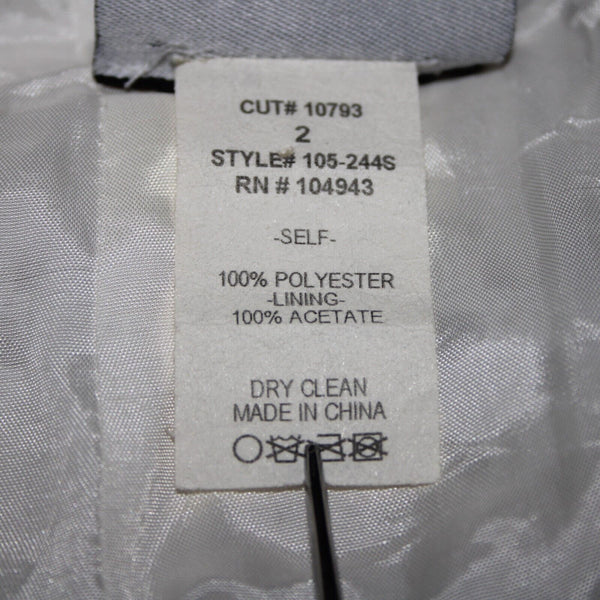 CUT# 10793
2
STYLE# 105-244S
RN # 104943
-SELF-
100% POLYESTER
-LINING-
100% ACETATE
DRY CLEAN
MADE IN CHINA